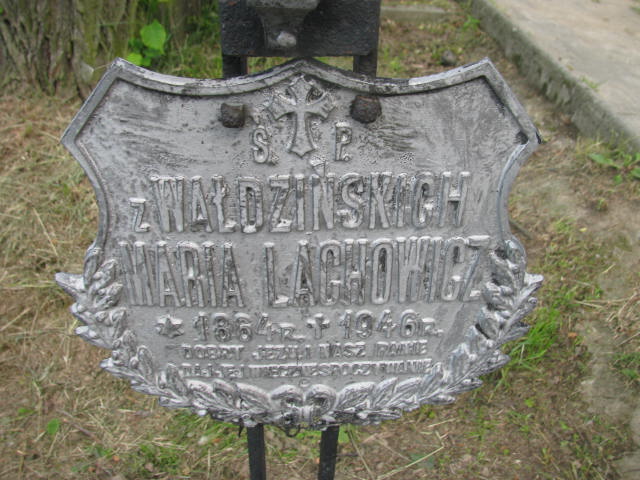 Ś. P.
z WAŁDZIŃSKICH
MARIA LACHOWICZ
1864 r. 1946 r.
DOBRY JEZU I NASZ PANIE
DAJ JEJ WIECZNE SPOCZYWANIE